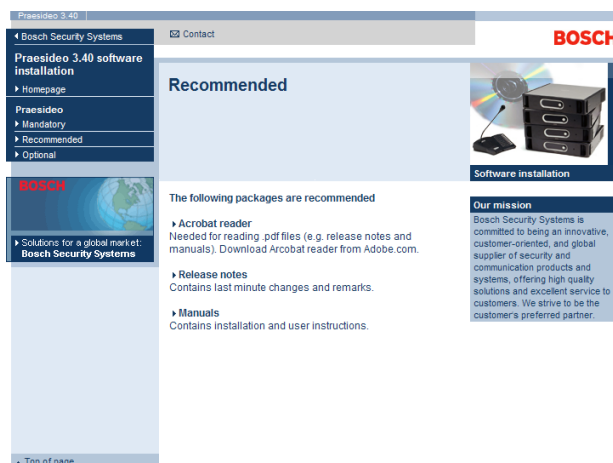 Praesideo 3.40
Bosch Security Systems
Praesideo 3.40 software
installation
Homepage
Praesideo
Mandatory
Recommended
Optional
BOSCH
Solutions for a global market:
Bosch Security Systems
Top of page
Contact
BOSCH
Recommended
The following packages are recommended
Acrobat reader
Needed for reading .pdf files (e.g. release notes and
manuals). Download Arcobat reader from Adobe.com.
Release notes
Contains last minute changes and remarks.
Manuals
Contains installation and user instructions.
Software installation
Our mission
Bosch Security Systems is
committed to being an innovative,
customer-oriented, and global
supplier of security and
communication products and
systems, offering high quality
solutions and excellent service to
customers. We strive to be the
customer's preferred partner.